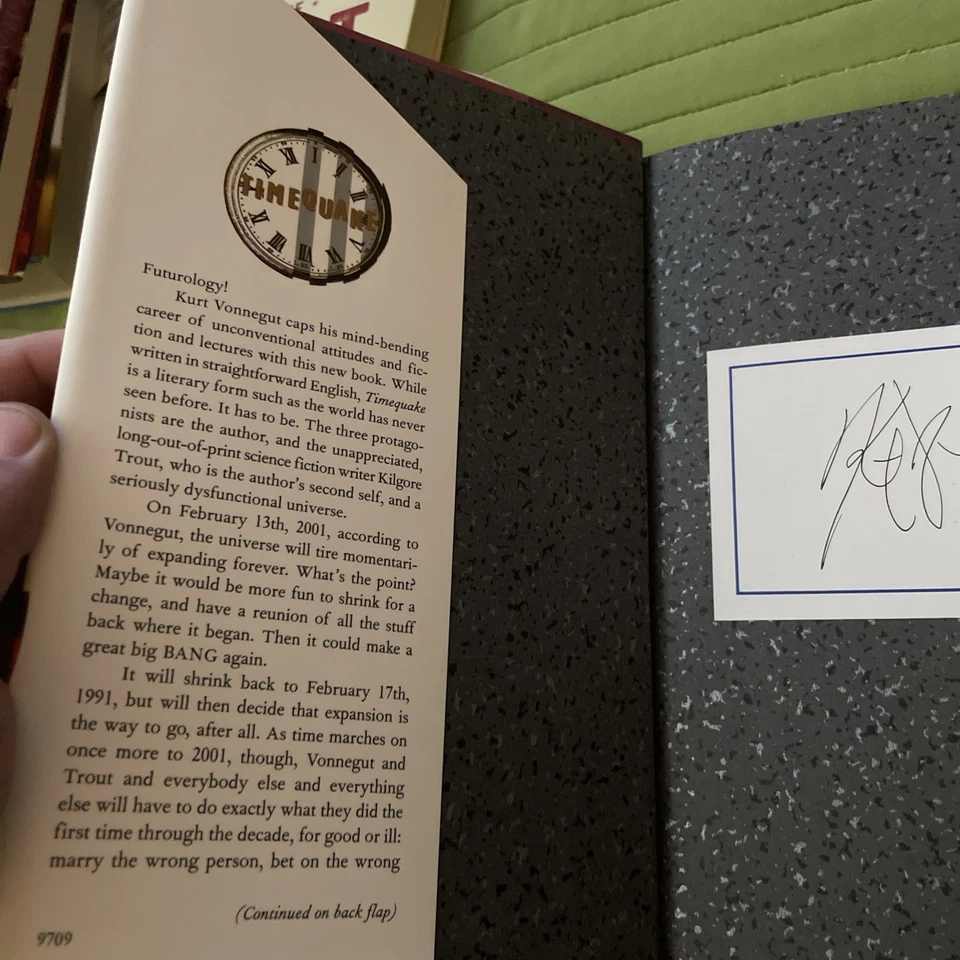 TIMEQUAKE
Futurology!
Kurt Vonnegut caps his mind-bending
career of unconventional attitudes and fic-
tion and lectures with this new book. While
written in straightforward English, Timequake
is a literary form such as the world has never
seen before. It has to be. The three protago-
nists are the author, and the unappreciated,
long-out-of-print science fiction writer Kilgore
Trout, who is the author's second self, and a
seriously dysfunctional universe.
On February 13th, 2001, according to
Vonnegut, the universe will tire momentari-
ly of expanding forever. What's the point?
Maybe it would be more fun to shrink for a
change, and have a reunion of all the stuff
back where it began. Then it could make a
great big BANG again.
It will shrink back to February 17th,
1991, but will then decide that expansion is
the way to go, after all. As time marches on
once more to 2001, though, Vonnegut and
Trout and everybody else and everything
else will have to do exactly what they did the
first time through the decade, for good or ill:
marry the wrong person, bet on the wrong
(Continued on back flap)
9709